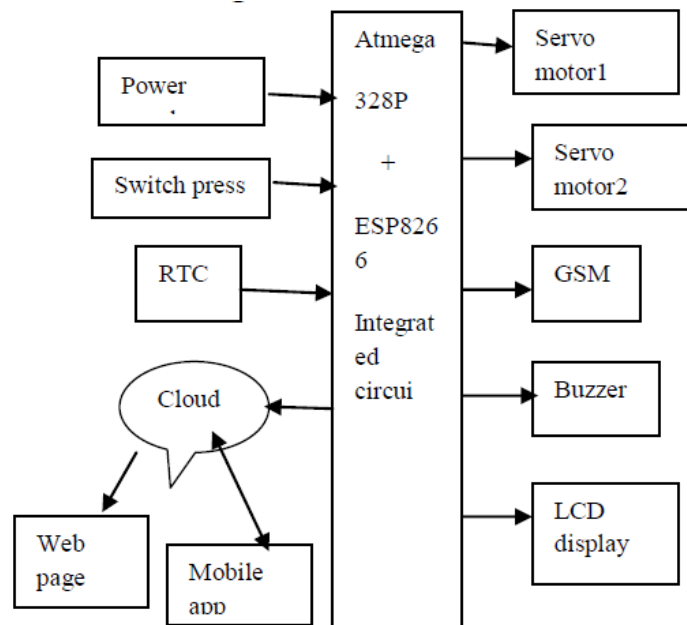 Power
Switch press
RTC
Cloud
Web
page
Mobile
app
Atmega
328P
+
ESP826
6
Integrat
ed
circui
Servo
motor1
Servo
motor2
GSM
Buzzer
LCD
display